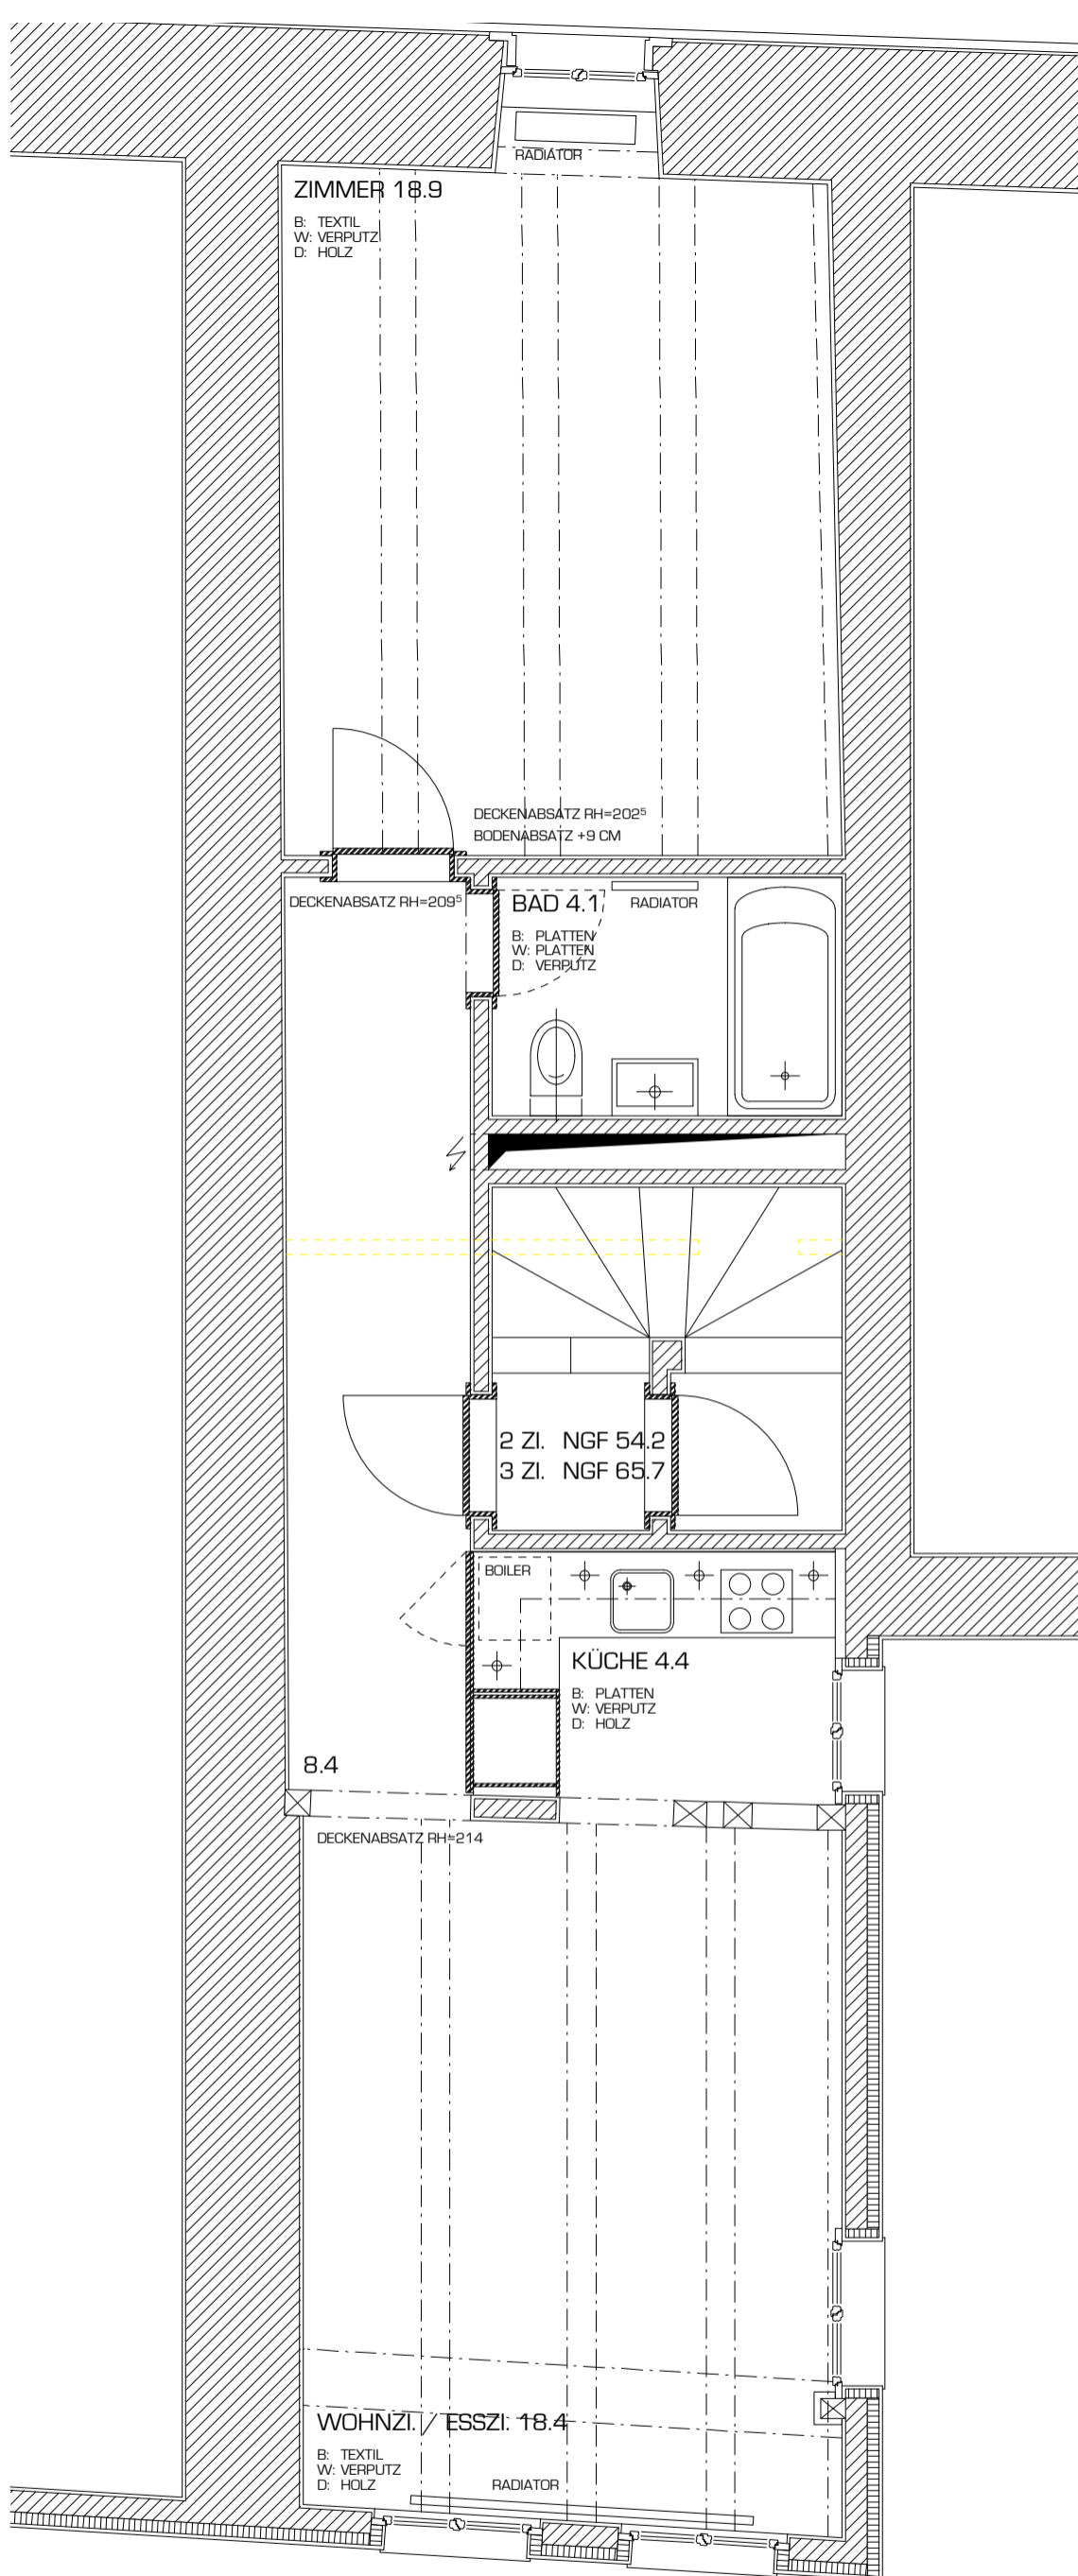 RADIATOR
ZIMMER 18.9
B: TEXTIL
W: VERPUTZ
D: HOLZ
DECKENABSATZ RH=202⁵
BODENABSATZ +9 CM
DECKENABSATZ RH=209⁵
BAD 4.1
RADIATOR
B: PLATTEN
W: PLATTEN
D: VERPUTZ
2 ZI. NGF 54.2
3 ZI. NGF 65.7
BOILER
KÜCHE 4.4
B: PLATTEN
W: VERPUTZ
D: HOLZ
8.4
DECKENABSATZ RH=214
WOHNZI. / ESSZI. 18.4
B: TEXTIL
W: VERPUTZ
D: HOLZ
RADIATOR